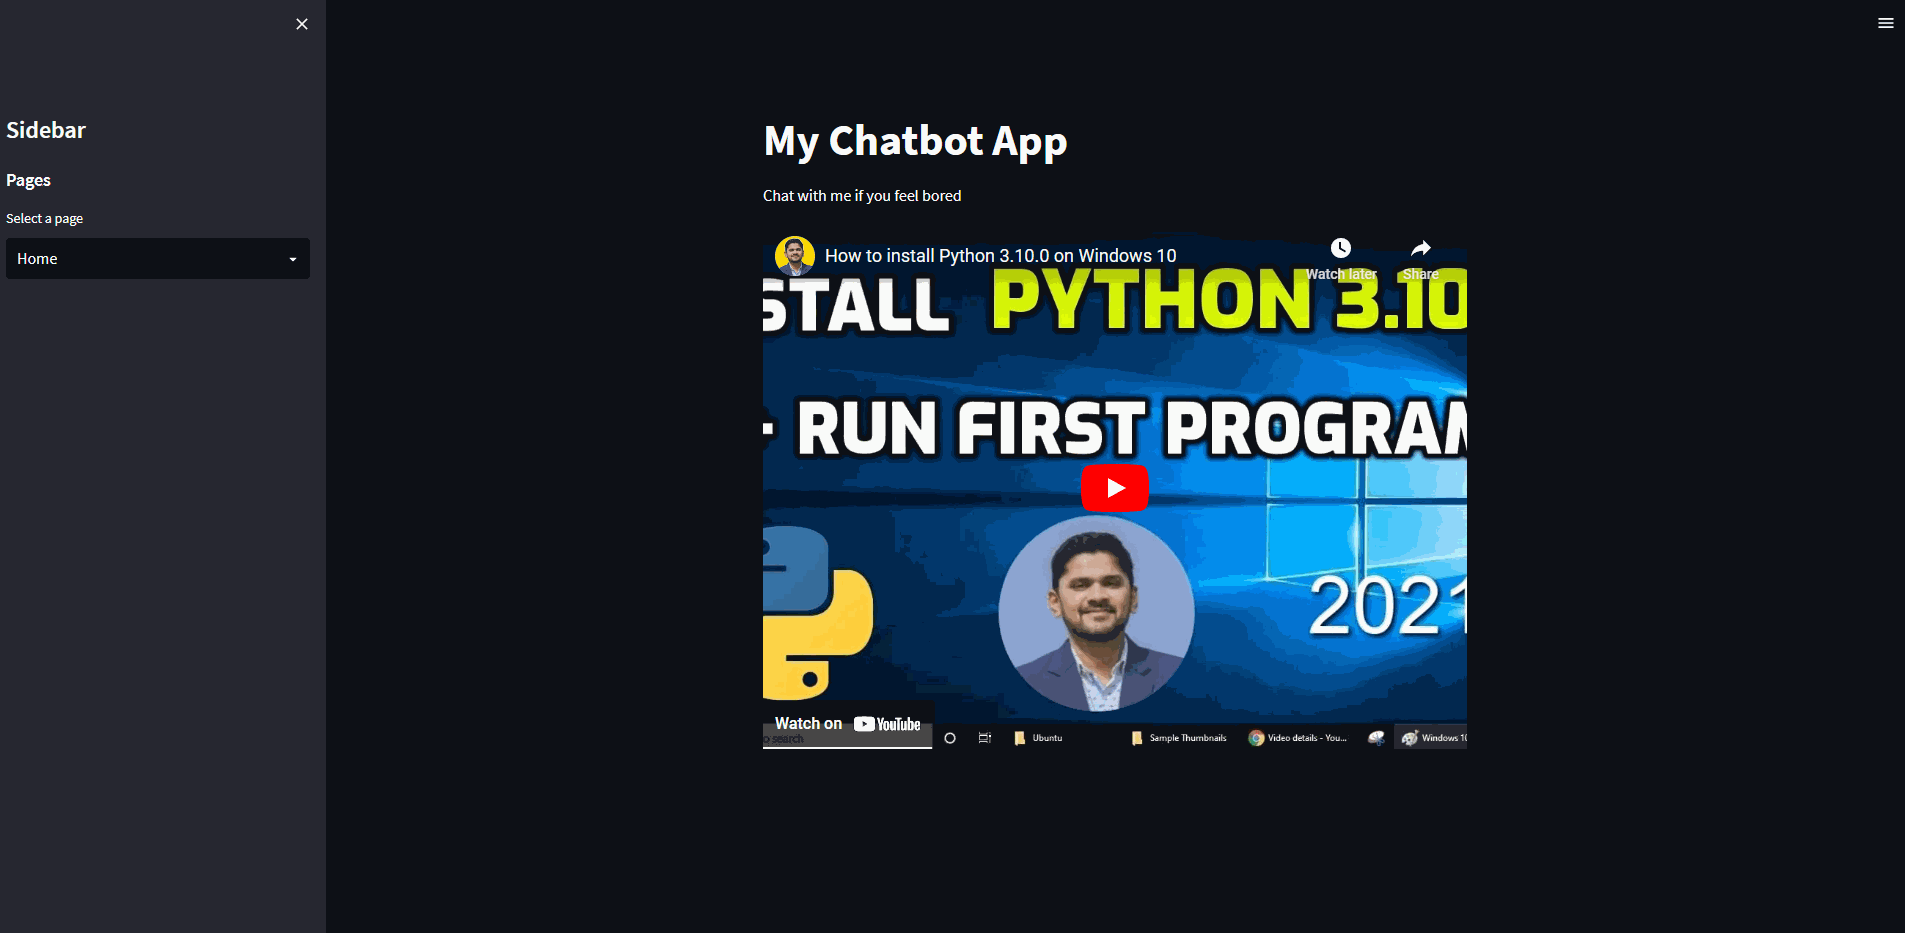 Sidebar
Pages
Select a page
Home
My Chatbot App
Chat with me if you feel bored
How to install Python 3.10.0 on Windows 10
Watch later
Share
STALL PYTHON 3.10
- RUN FIRST PROGRAM
2021
Watch on YouTube
o search
Ubuntu
Sample Thumbnails
Video details - You...
Windows 10